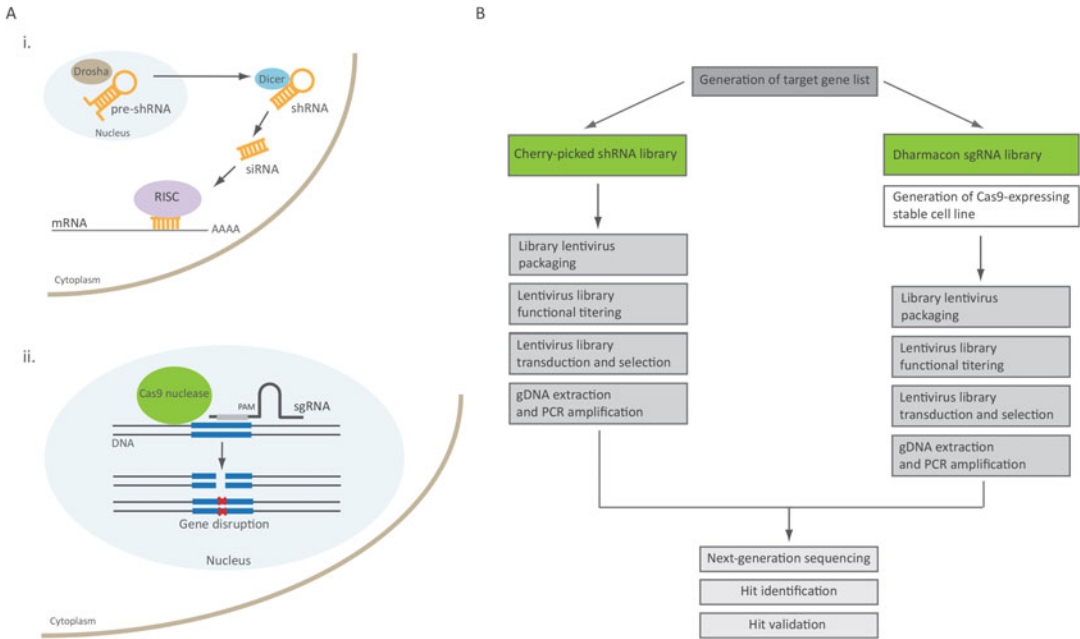 A
i.
Drosha
pre-shRNA
Nucleus
Dicer
shRNA
siRNA
RISC
mRNA
AAAA
Cytoplasm
ii.
Cas9 nuclease
PAM
sgRNA
DNA
Gene disruption
Nucleus
Cytoplasm
B
Generation of target gene list
Cherry-picked shRNA library
Library lentivirus
packaging
Lentivirus library
functional titering
Lentivirus library
transduction and selection
gDNA extraction
and PCR amplification
Dharmacon sgRNA library
Generation of Cas9-expressing
stable cell line
Library lentivirus
packaging
Lentivirus library
functional titering
Lentivirus library
transduction and selection
gDNA extraction
and PCR amplification
Next-generation sequencing
Hit identification
Hit validation